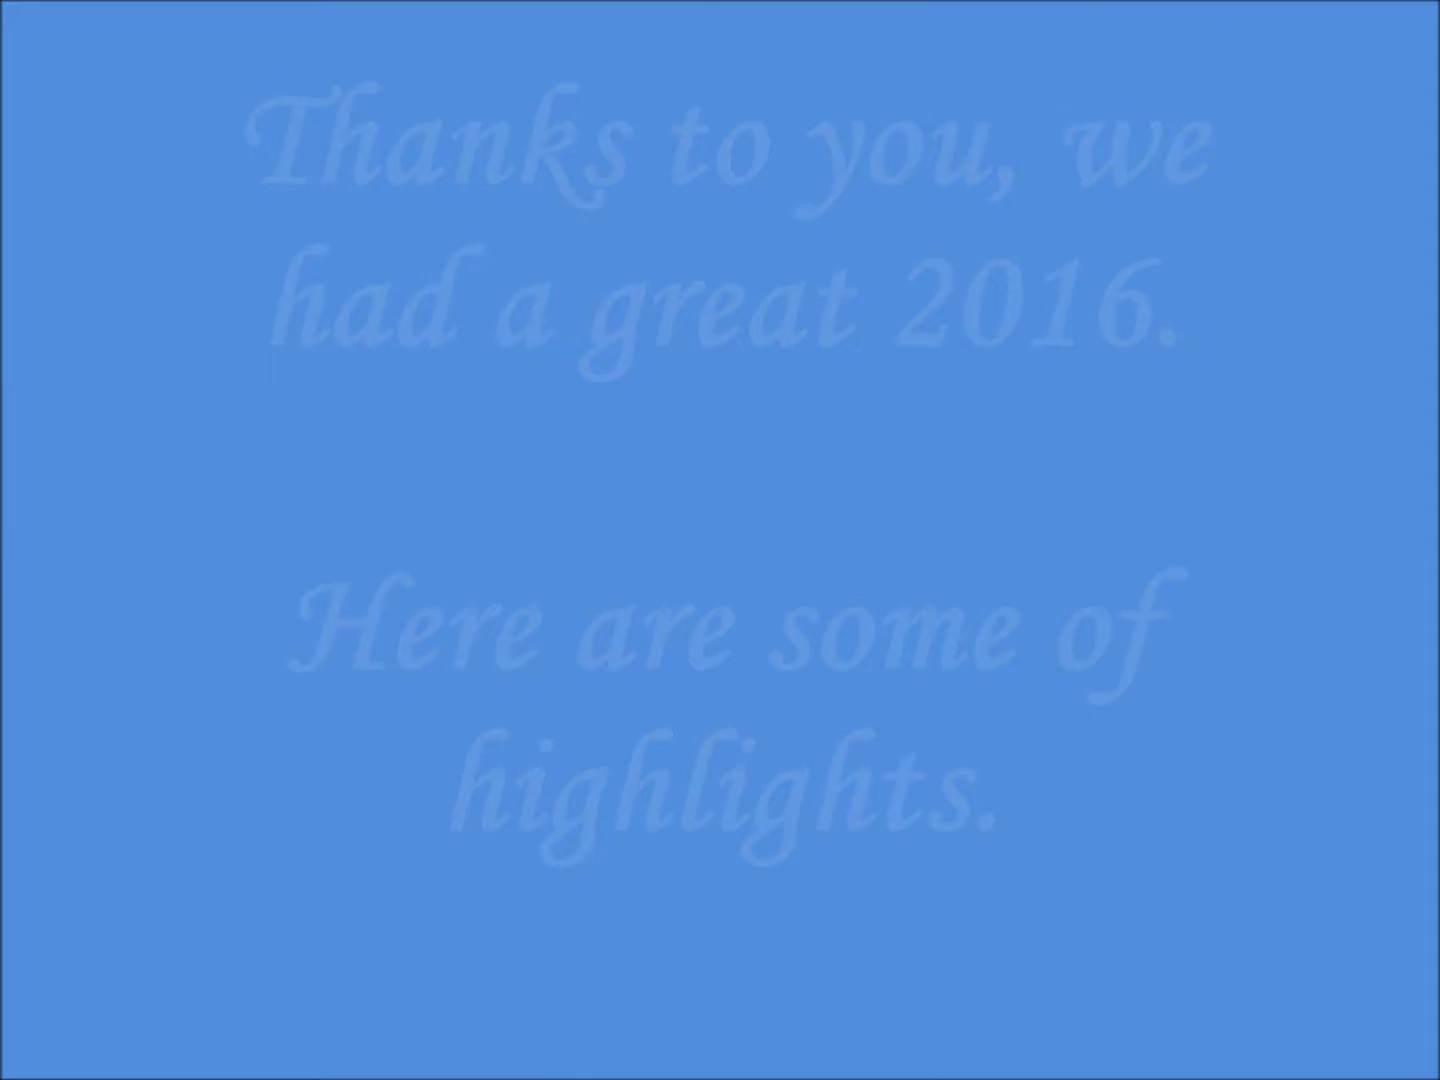 Thanks to you, we
had a great 2016.
Here are some of
highlights.